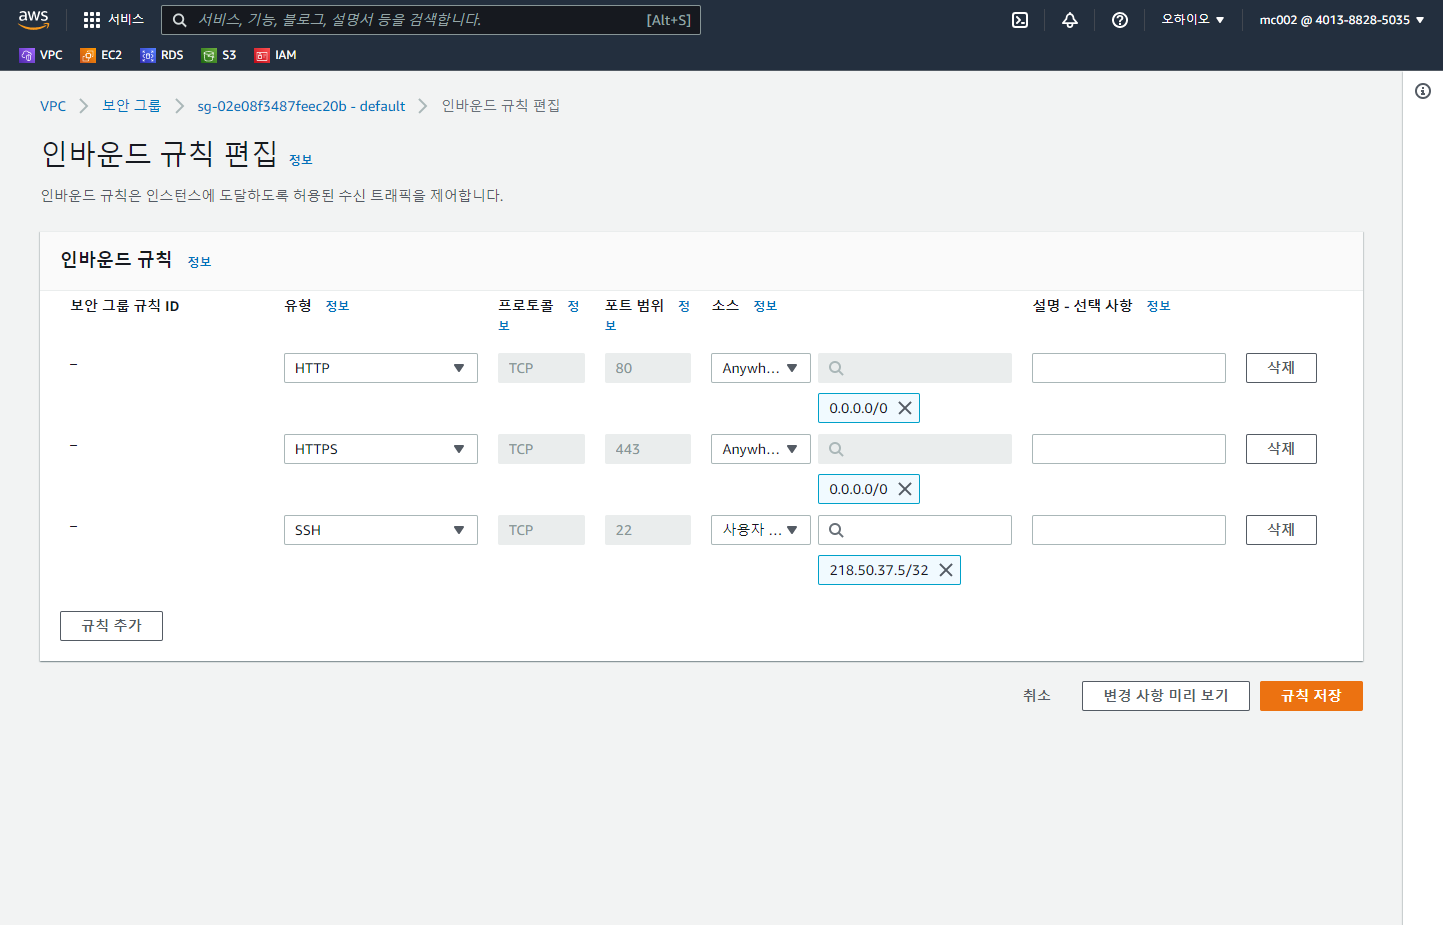 aws 서비스 서비스, 기능, 블로그, 설명서 등을 검색합니다. [Alt+S] 오하이오 ▼ mc002 @ 4013-8828-5035 ▼
VPC EC2 RDS S3 IAM
VPC > 보안 그룹 > sg-02e08f3487feec20b - default > 인바운드 규칙 편집
인바운드 규칙 편집 정보
인바운드 규칙은 인스턴스에 도달하도록 허용된 수신 트래픽을 제어합니다.
인바운드 규칙 정보
보안 그룹 규칙 ID 유형 정보 프로토콜 정보 포트 범위 정보 소스 정보 설명 - 선택 사항 정보
– HTTP TCP 80 Anywh... 삭제
0.0.0.0/0
– HTTPS TCP 443 Anywh... 삭제
0.0.0.0/0
– SSH TCP 22 사용자 ... 삭제
218.50.37.5/32
규칙 추가
취소 변경 사항 미리 보기 규칙 저장